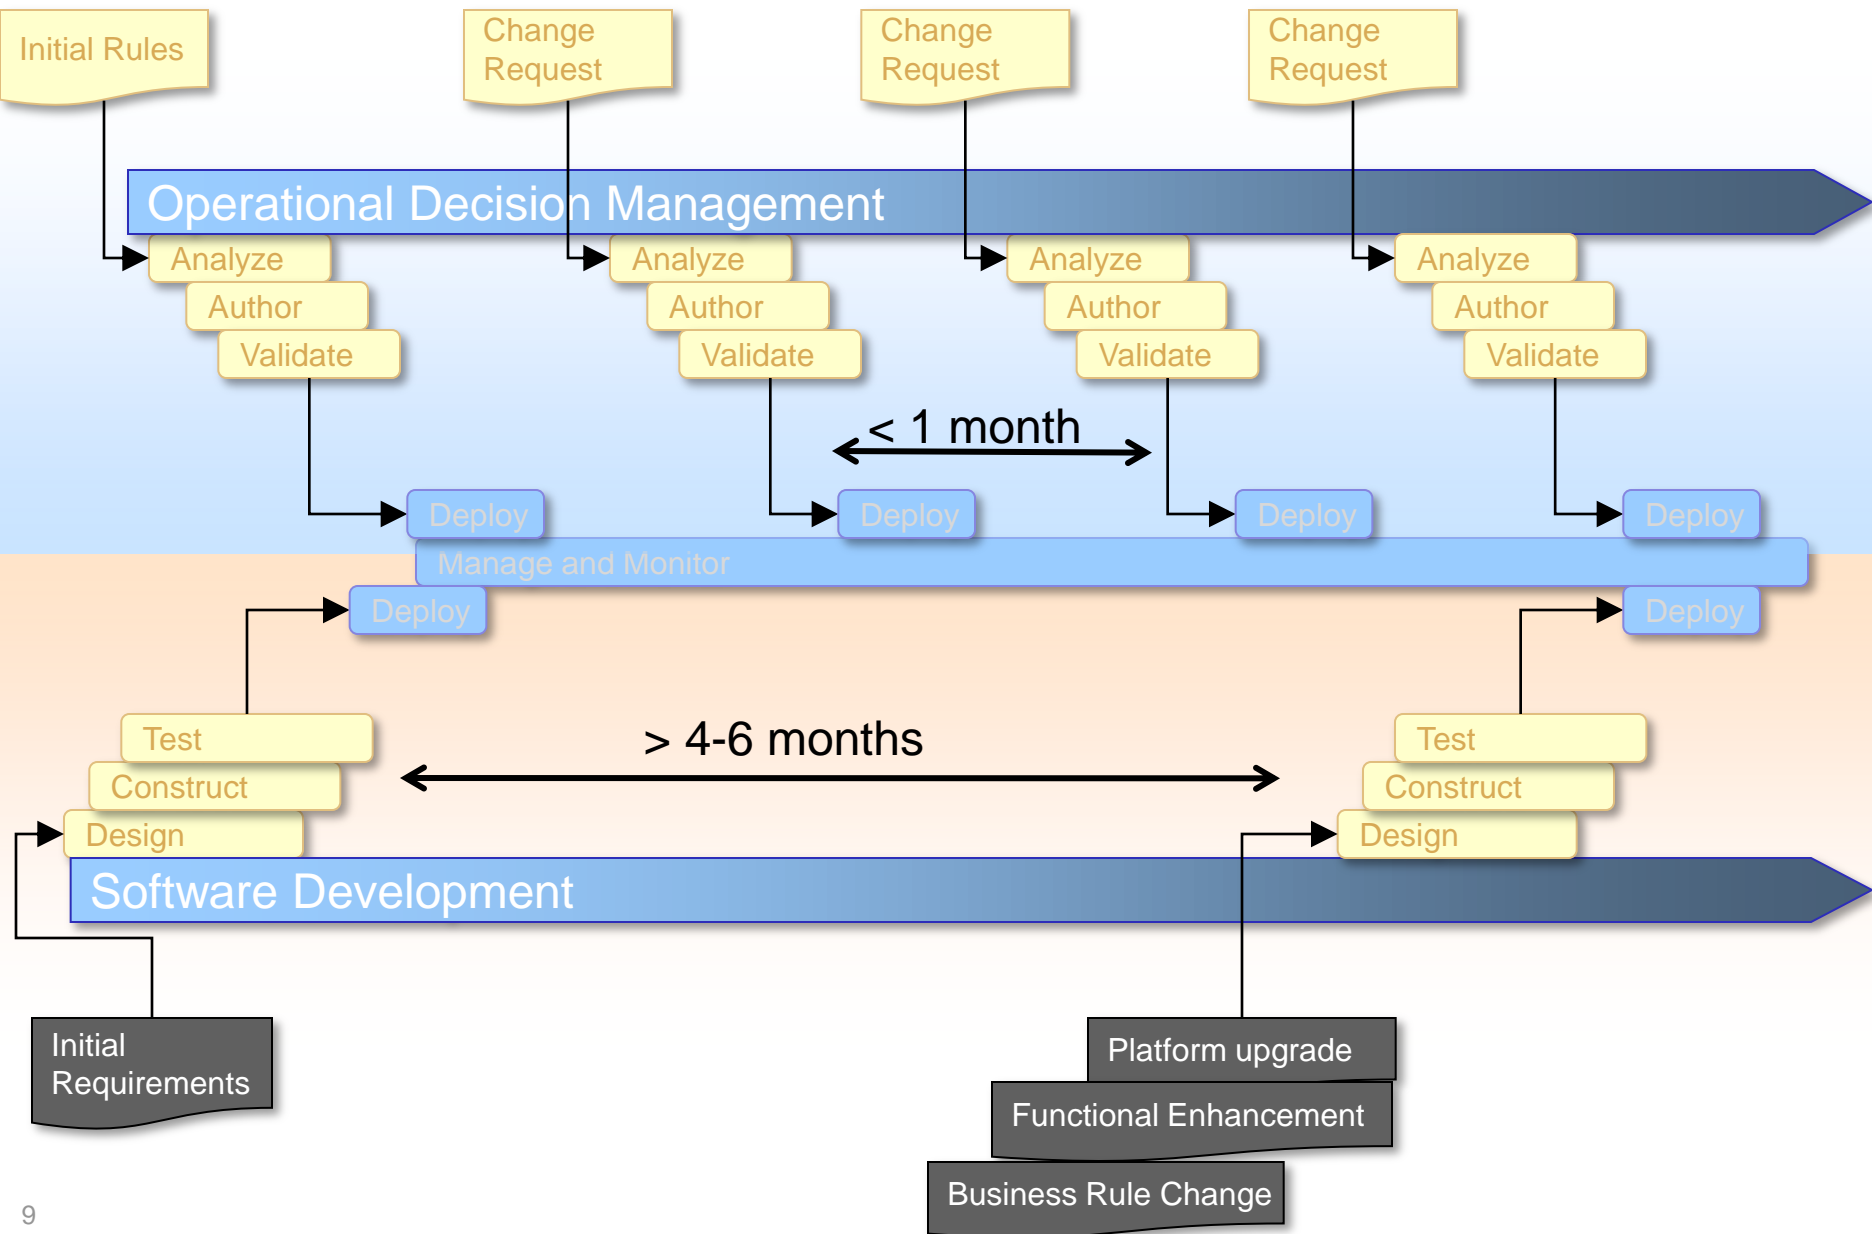 Initial Rules
Change
Request
Change
Request
Change
Request
Operational Decision Management
Analyze
Author
Validate
Analyze
Author
Validate
Analyze
Author
Validate
Analyze
Author
Validate
< 1 month
Deploy
Deploy
Deploy
Deploy
Manage and Monitor
Deploy
Deploy
Test
Construct
Design
> 4-6 months
Test
Construct
Design
Software Development
Initial
Requirements
Platform upgrade
Functional Enhancement
Business Rule Change
9